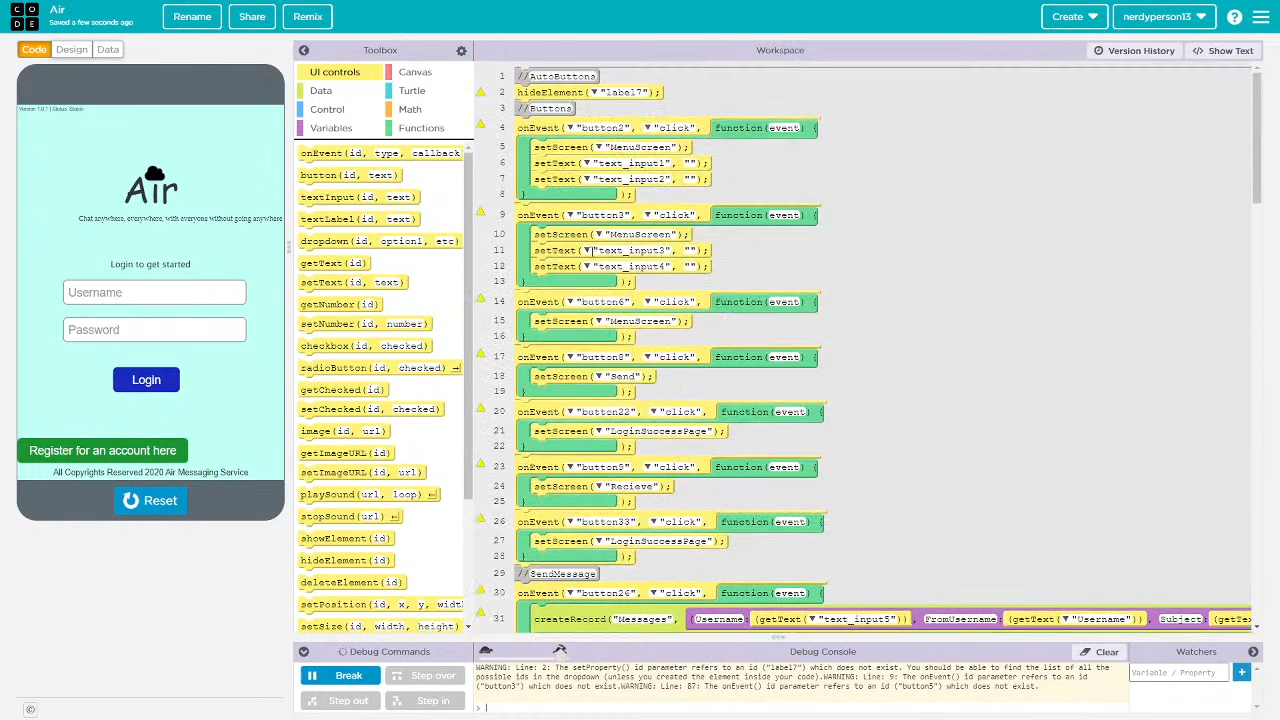 CODE
Air
Saved a few seconds ago
Rename
Share
Remix
Create
nerdyperson13
?
Code
Design
Data
Toolbox
Workspace
Version History
</> Show Text
Version 1.0.1 | Status: Stable
Air
Chat anywhere, everywhere, with everyone without going anywhere
Login to get started
Username
Password
Login
Register for an account here
All Copyrights Reserved 2020 Air Messaging Service
Reset
UI controls
Canvas
Data
Turtle
Control
Math
Variables
Functions
onEvent(id, type, callback
button(id, text)
textInput(id, text)
textLabel(id, text)
dropdown(id, option1, etc)
getText(id)
setText(id, text)
getNumber(id)
setNumber(id, number)
checkbox(id, checked)
radioButton(id, checked)
getChecked(id)
setChecked(id, checked)
image(id, url)
getImageURL(id)
setImageURL(id, url)
playSound(url, loop)
stopSound(url)
showElement(id)
hideElement(id)
deleteElement(id)
setPosition(id, x, y, width
setSize(id, width, height)
1 //AutoButtons
2 hideElement(▼"label7");
3 //Buttons
4 onEvent(▼"button2", ▼"click", function(event) {
5 setScreen(▼"MenuScreen");
6 setText(▼"text_input1", "");
7 setText(▼"text_input2", "");
8 });
9 onEvent(▼"button3", ▼"click", function(event) {
10 setScreen(▼"MenuScreen");
11 setText(▼"text_input3", "");
12 setText(▼"text_input4", "");
13 });
14 onEvent(▼"button6", ▼"click", function(event) {
15 setScreen(▼"MenuScreen");
16 });
17 onEvent(▼"button8", ▼"click", function(event) {
18 setScreen(▼"Send");
19 });
20 onEvent(▼"button22", ▼"click", function(event) {
21 setScreen(▼"LoginSuccessPage");
22 });
23 onEvent(▼"button9", ▼"click", function(event) {
24 setScreen(▼"Recieve");
25 });
26 onEvent(▼"button33", ▼"click", function(event) {
27 setScreen(▼"LoginSuccessPage");
28 });
29 //SendMessage
30 onEvent(▼"button26", ▼"click", function(event) {
31 createRecord("Messages", {Username:(getText(▼"text_input5")), FromUsername:(getText(▼"Username")), Subject:(getTex
Debug Commands
Debug Console
Clear
Watchers
Break
Step over
Step out
Step in
WARNING: Line: 2: The setProperty() id parameter refers to an id ("label7") which does not exist. You should be able to find the list of all the
possible ids in the dropdown (unless you created the element inside your code).WARNING: Line: 9: The onEvent() id parameter refers to an id
("button3") which does not exist.WARNING: Line: 87: The onEvent() id parameter refers to an id ("button5") which does not exist.
>
Variable / Property
+
©